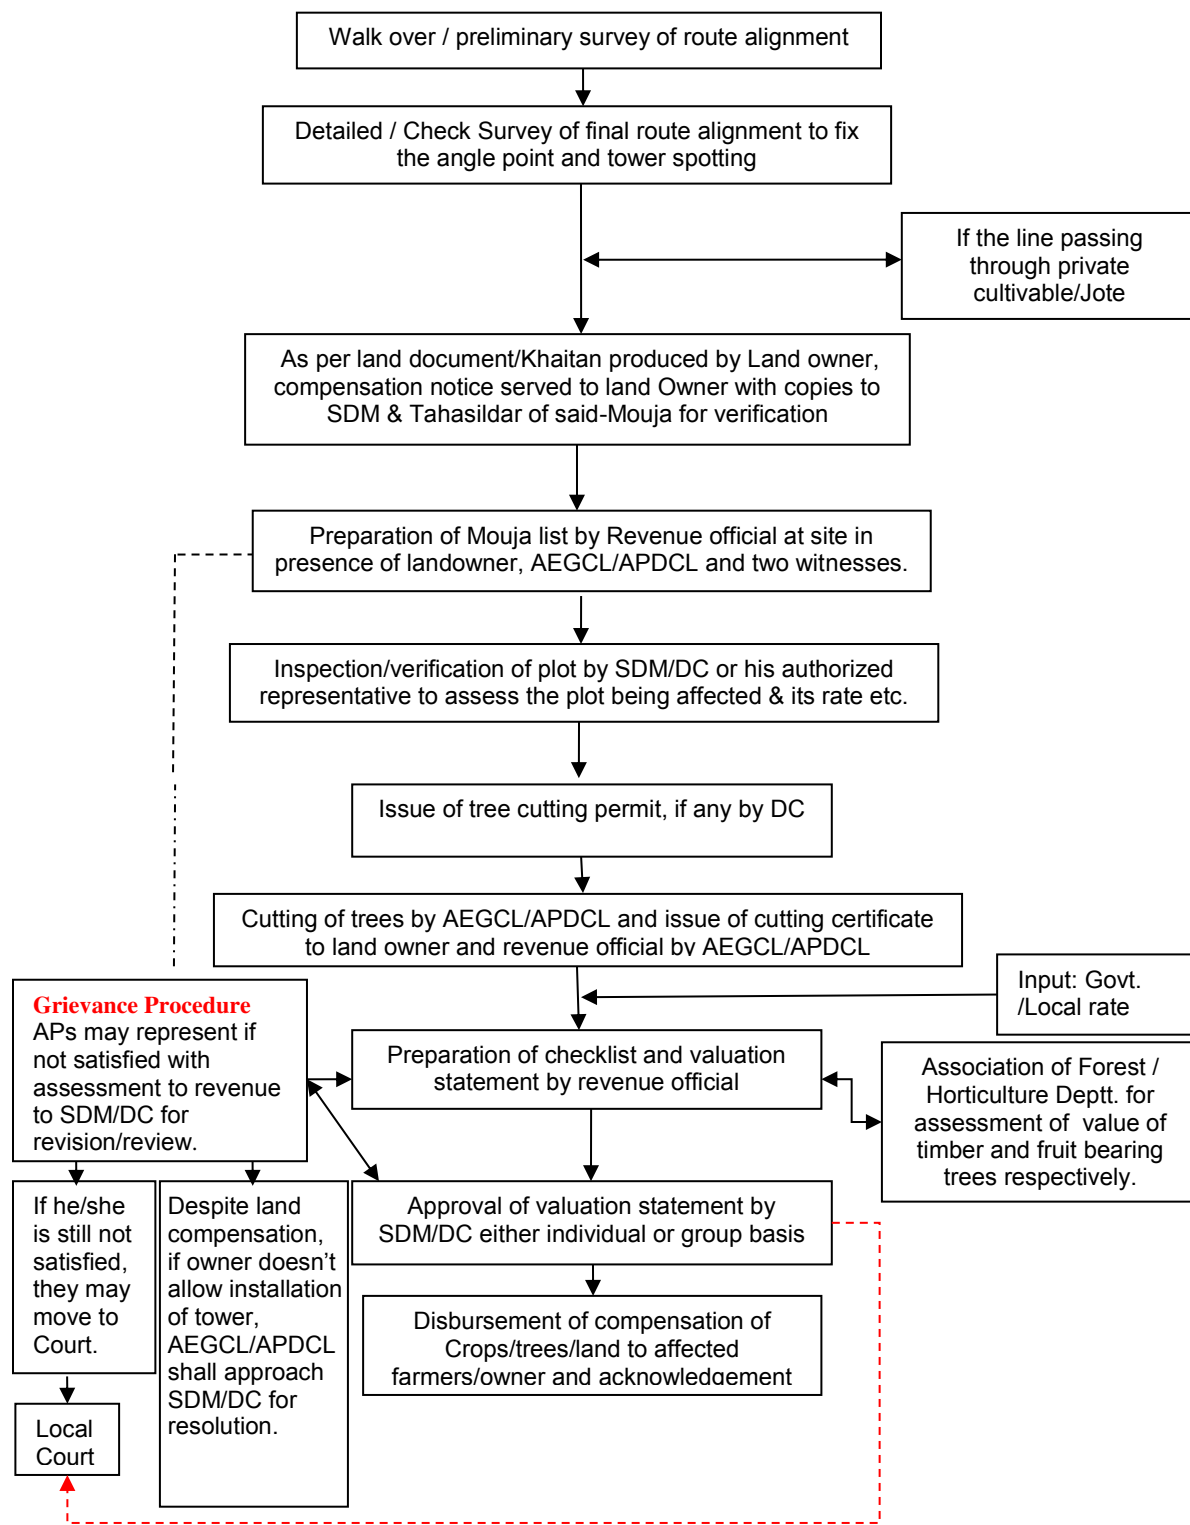 Walk over / preliminary survey of route alignment
Detailed / Check Survey of final route alignment to fix
the angle point and tower spotting
If the line passing
through private
cultivable/Jote
As per land document/Khaitan produced by Land owner,
compensation notice served to land Owner with copies to
SDM & Tahasildar of said-Mouja for verification
Preparation of Mouja list by Revenue official at site in
presence of landowner, AEGCL/APDCL and two witnesses.
Inspection/verification of plot by SDM/DC or his authorized
representative to assess the plot being affected & its rate etc.
Issue of tree cutting permit, if any by DC
Cutting of trees by AEGCL/APDCL and issue of cutting certificate
to land owner and revenue official by AEGCL/APDCL
Input: Govt.
/Local rate
Grievance Procedure
APs may represent if
not satisfied with
assessment to revenue
to SDM/DC for
revision/review.
Preparation of checklist and valuation
statement by revenue official
Association of Forest /
Horticulture Deptt. for
assessment of value of
timber and fruit bearing
trees respectively.
If he/she
is still not
satisfied,
they may
move to
Court.
Despite land
compensation,
if owner doesn't
allow installation
of tower,
AEGCL/APDCL
shall approach
SDM/DC for
resolution.
Approval of valuation statement by
SDM/DC either individual or group basis
Disbursement of compensation of
Crops/trees/land to affected
farmers/owner and acknowledgement
Local
Court